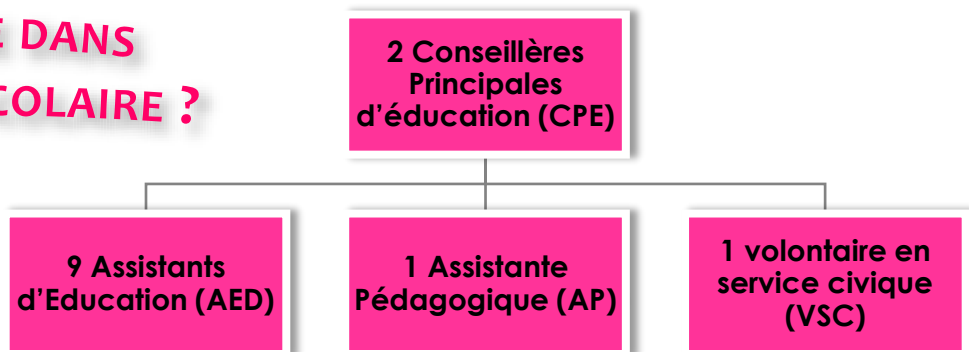 DANS
?
2 Conseillères
Principales
d'éducation (CPE)
9 Assistants
d'Education (AED)
1 Assistante
Pédagogique (AP)
1 volontaire en
service civique
(VSC)